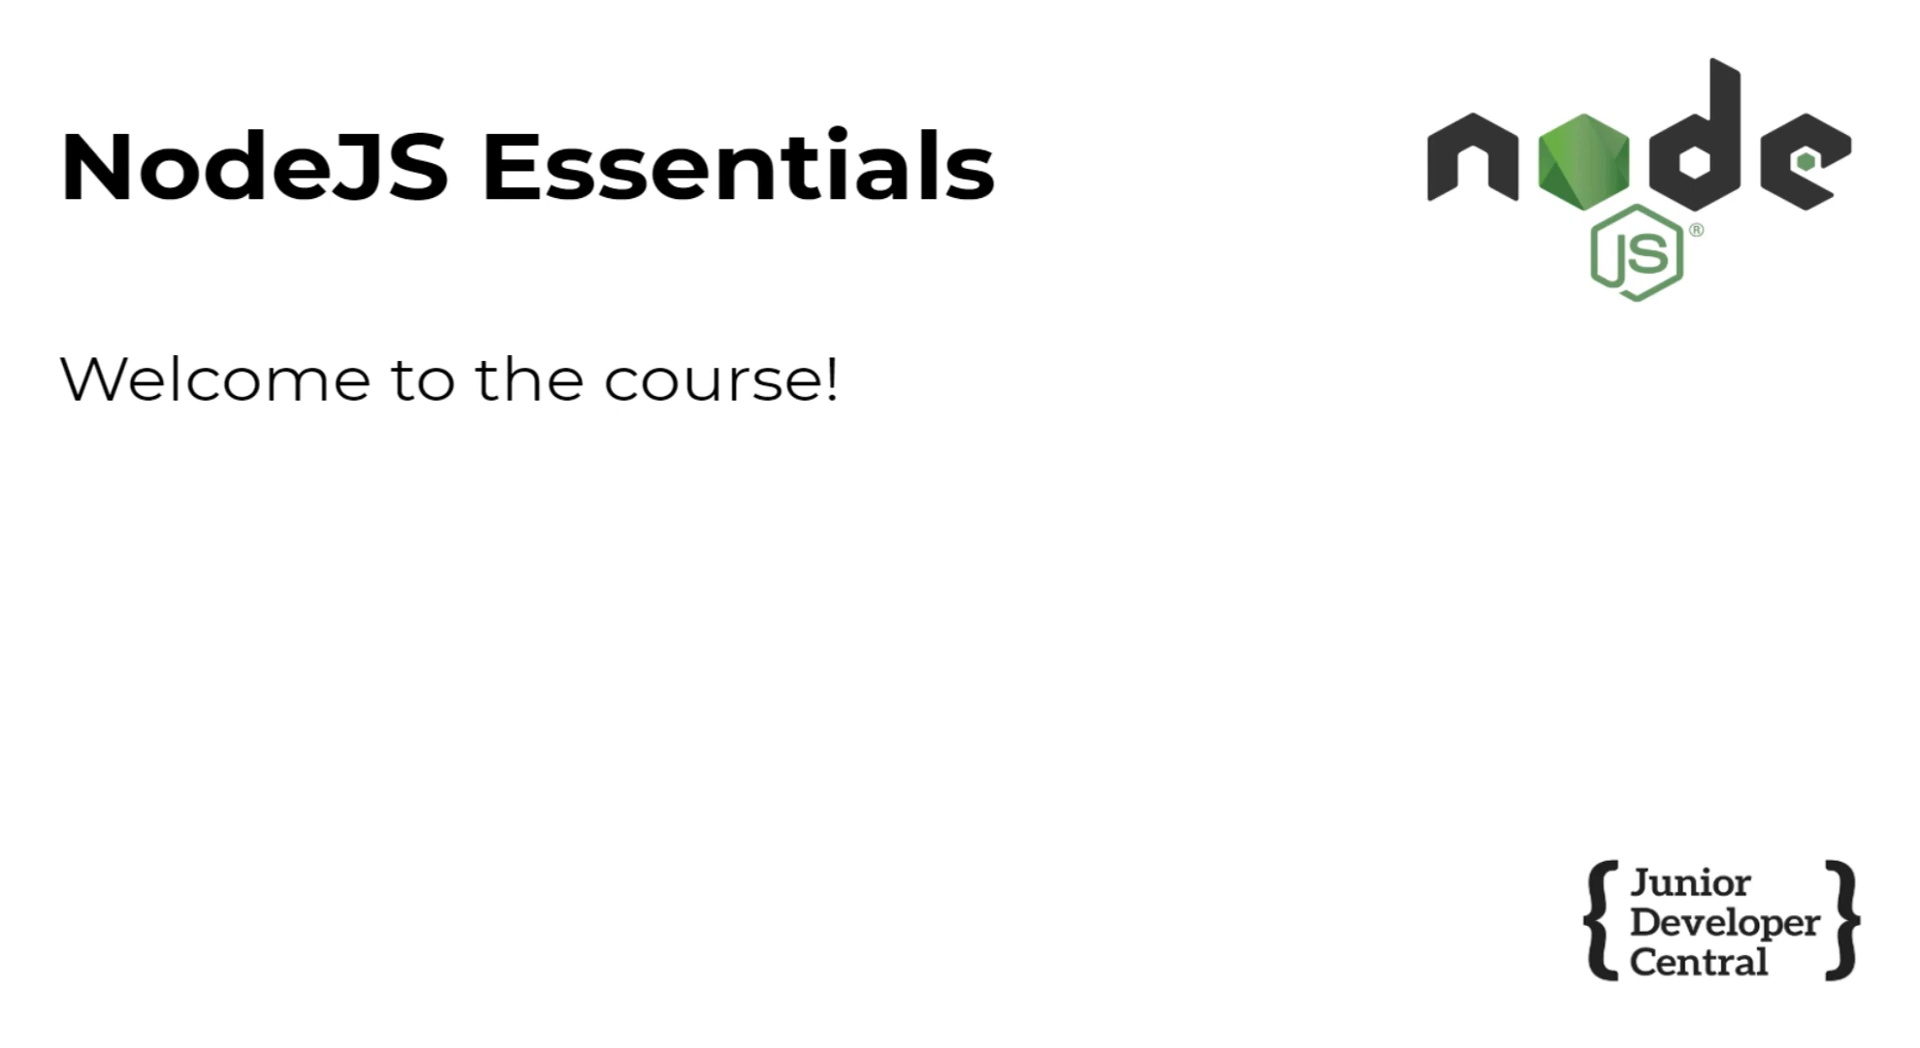 NodeJS Essentials
node
JS®
Welcome to the course!
{ Junior
Developer
Central }